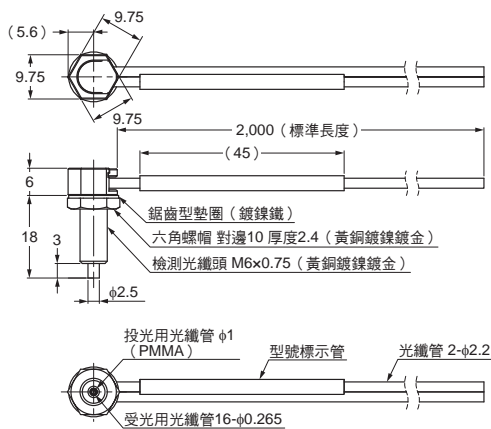 9.75
（5.6）
9.75
9.75
2,000（標準長度）
（45）
6
鋸齒型墊圈（鍍鎳鐵）
18
六角螺帽 對邊10 厚度2.4（黃銅鍍鎳鍍金）
3
檢測光纖頭 M6×0.75（黃銅鍍鎳鍍金）
ϕ2.5
投光用光纖管 ϕ1
（PMMA）
型號標示管
光纖管 2-ϕ2.2
受光用光纖管16-ϕ0.265